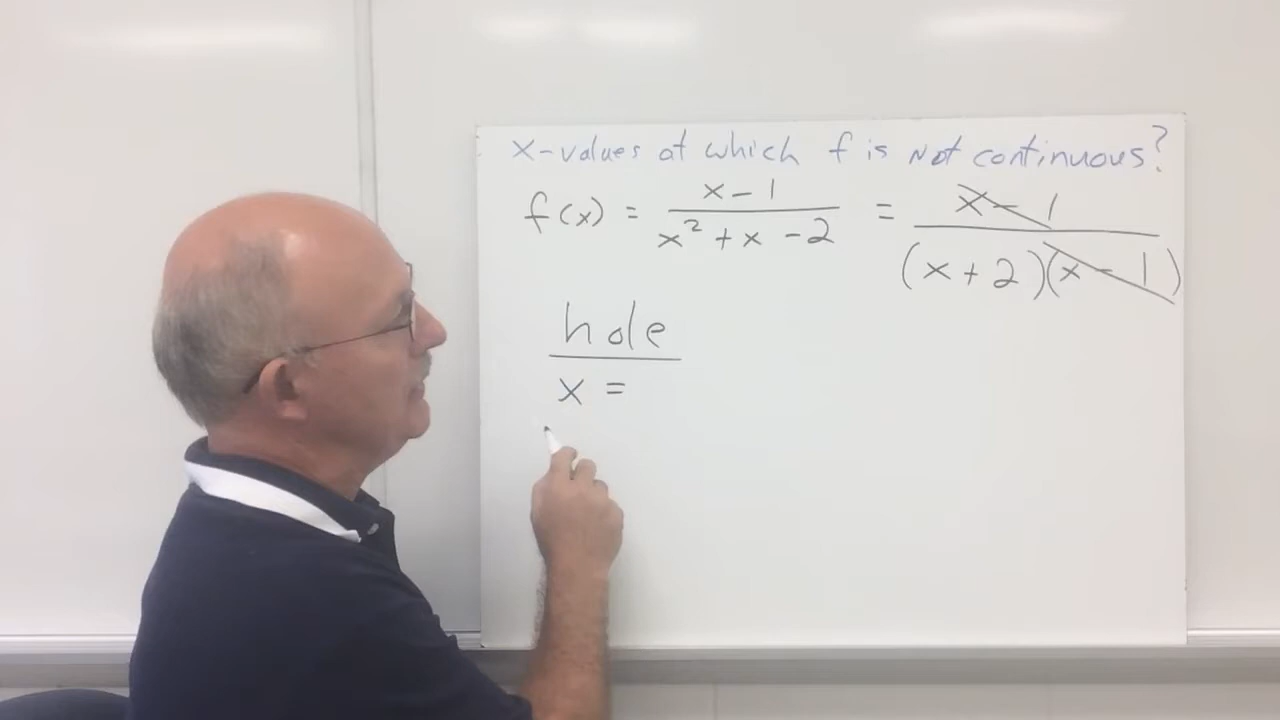 x-values at which f is not continuous?
f(x) = x - 1 / x² + x - 2 = x - 1 / (x + 2)(x - 1)
hole
x =